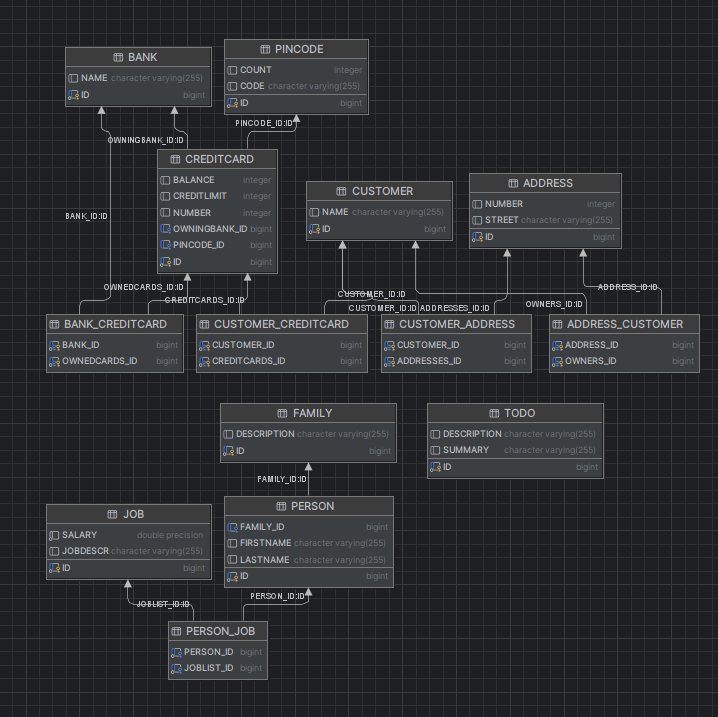 BANK
NAME character varying(255)
ID bigint
PINCODE
COUNT integer
CODE character varying(255)
ID bigint
PINCODE_ID:ID
OWNINGBANK_ID:ID
CREDITCARD
BALANCE integer
CREDITLIMIT integer
NUMBER integer
OWNINGBANK_ID bigint
PINCODE_ID bigint
ID bigint
CUSTOMER
NAME character varying(255)
ID bigint
ADDRESS
NUMBER integer
STREET character varying(255)
ID bigint
BANK_ID:ID
OWNEDCARDS_ID:ID
CREDITCARDS_ID:ID
CUSTOMER_ID:ID
CUSTOMER_ID:ID
ADDRESSES_ID:ID
OWNERS_ID:ID
ADDRESS_ID:ID
BANK_CREDITCARD
BANK_ID bigint
OWNEDCARDS_ID bigint
CUSTOMER_CREDITCARD
CUSTOMER_ID bigint
CREDITCARDS_ID bigint
CUSTOMER_ADDRESS
CUSTOMER_ID bigint
ADDRESSES_ID bigint
ADDRESS_CUSTOMER
ADDRESS_ID bigint
OWNERS_ID bigint
FAMILY
DESCRIPTION character varying(255)
ID bigint
TODO
DESCRIPTION character varying(255)
SUMMARY character varying(255)
ID bigint
FAMILY_ID:ID
JOB
SALARY double precision
JOBDESCR character varying(255)
ID bigint
PERSON
FAMILY_ID bigint
FIRSTNAME character varying(255)
LASTNAME character varying(255)
ID bigint
JOBLIST_ID:ID
PERSON_ID:ID
PERSON_JOB
PERSON_ID bigint
JOBLIST_ID bigint